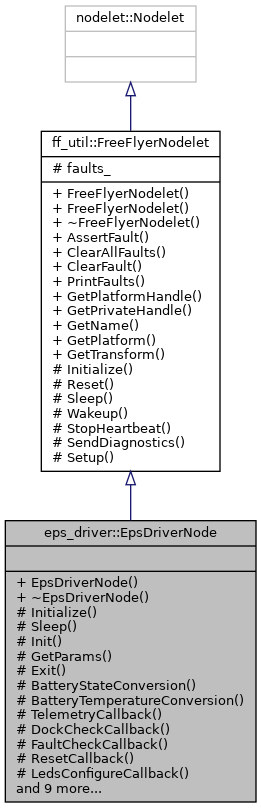 nodelet::Nodelet
ff_util::FreeFlyerNodelet
# faults_
+ FreeFlyerNodelet()
+ FreeFlyerNodelet()
+ ~FreeFlyerNodelet()
+ AssertFault()
+ ClearAllFaults()
+ ClearFault()
+ PrintFaults()
+ GetPlatformHandle()
+ GetPrivateHandle()
+ GetName()
+ GetPlatform()
+ GetTransform()
# Initialize()
# Reset()
# Sleep()
# Wakeup()
# StopHeartbeat()
# SendDiagnostics()
# Setup()
eps_driver::EpsDriverNode
+ EpsDriverNode()
+ ~EpsDriverNode()
# Initialize()
# Sleep()
# Init()
# GetParams()
# Exit()
# BatteryStateConversion()
# BatteryTemperatureConversion()
# TelemetryCallback()
# DockCheckCallback()
# FaultCheckCallback()
# ResetCallback()
# LedsConfigureCallback()
and 9 more...